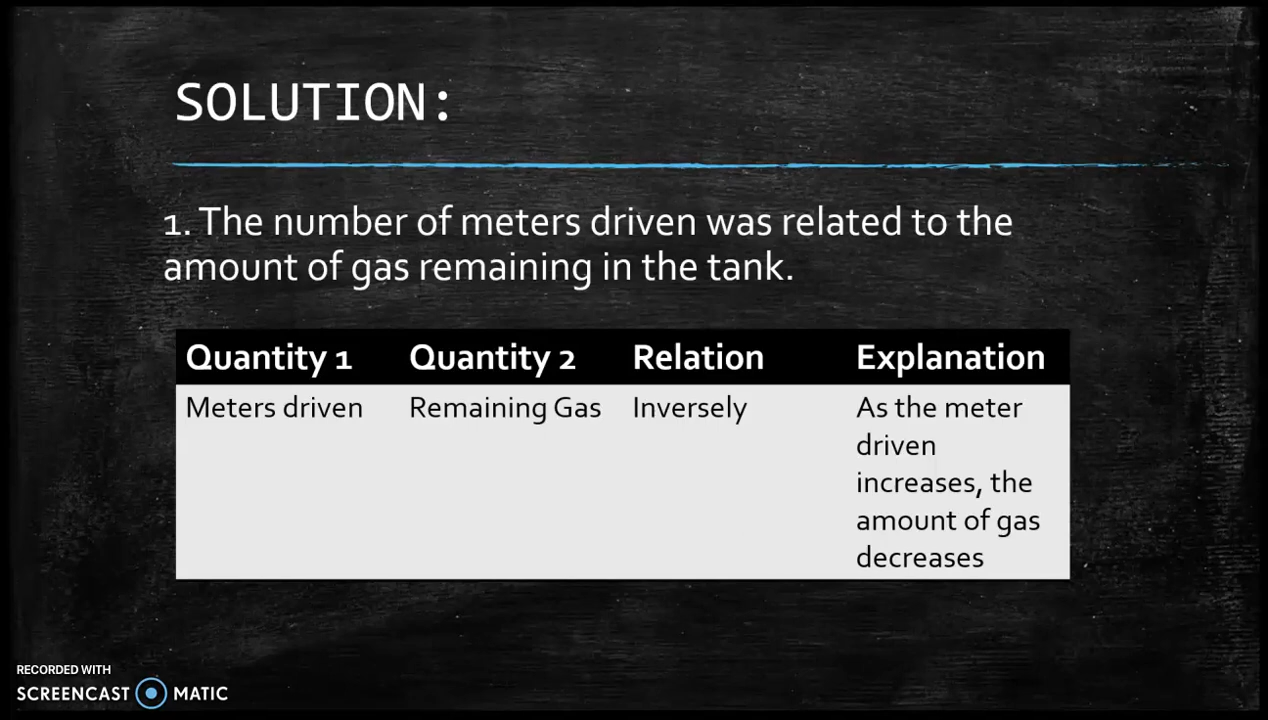 SOLUTION:
1. The number of meters driven was related to the
amount of gas remaining in the tank.
Quantity 1 Quantity 2 Relation Explanation
Meters driven Remaining Gas Inversely As the meter
driven
increases, the
amount of gas
decreases
RECORDED WITH
SCREENCAST MATIC